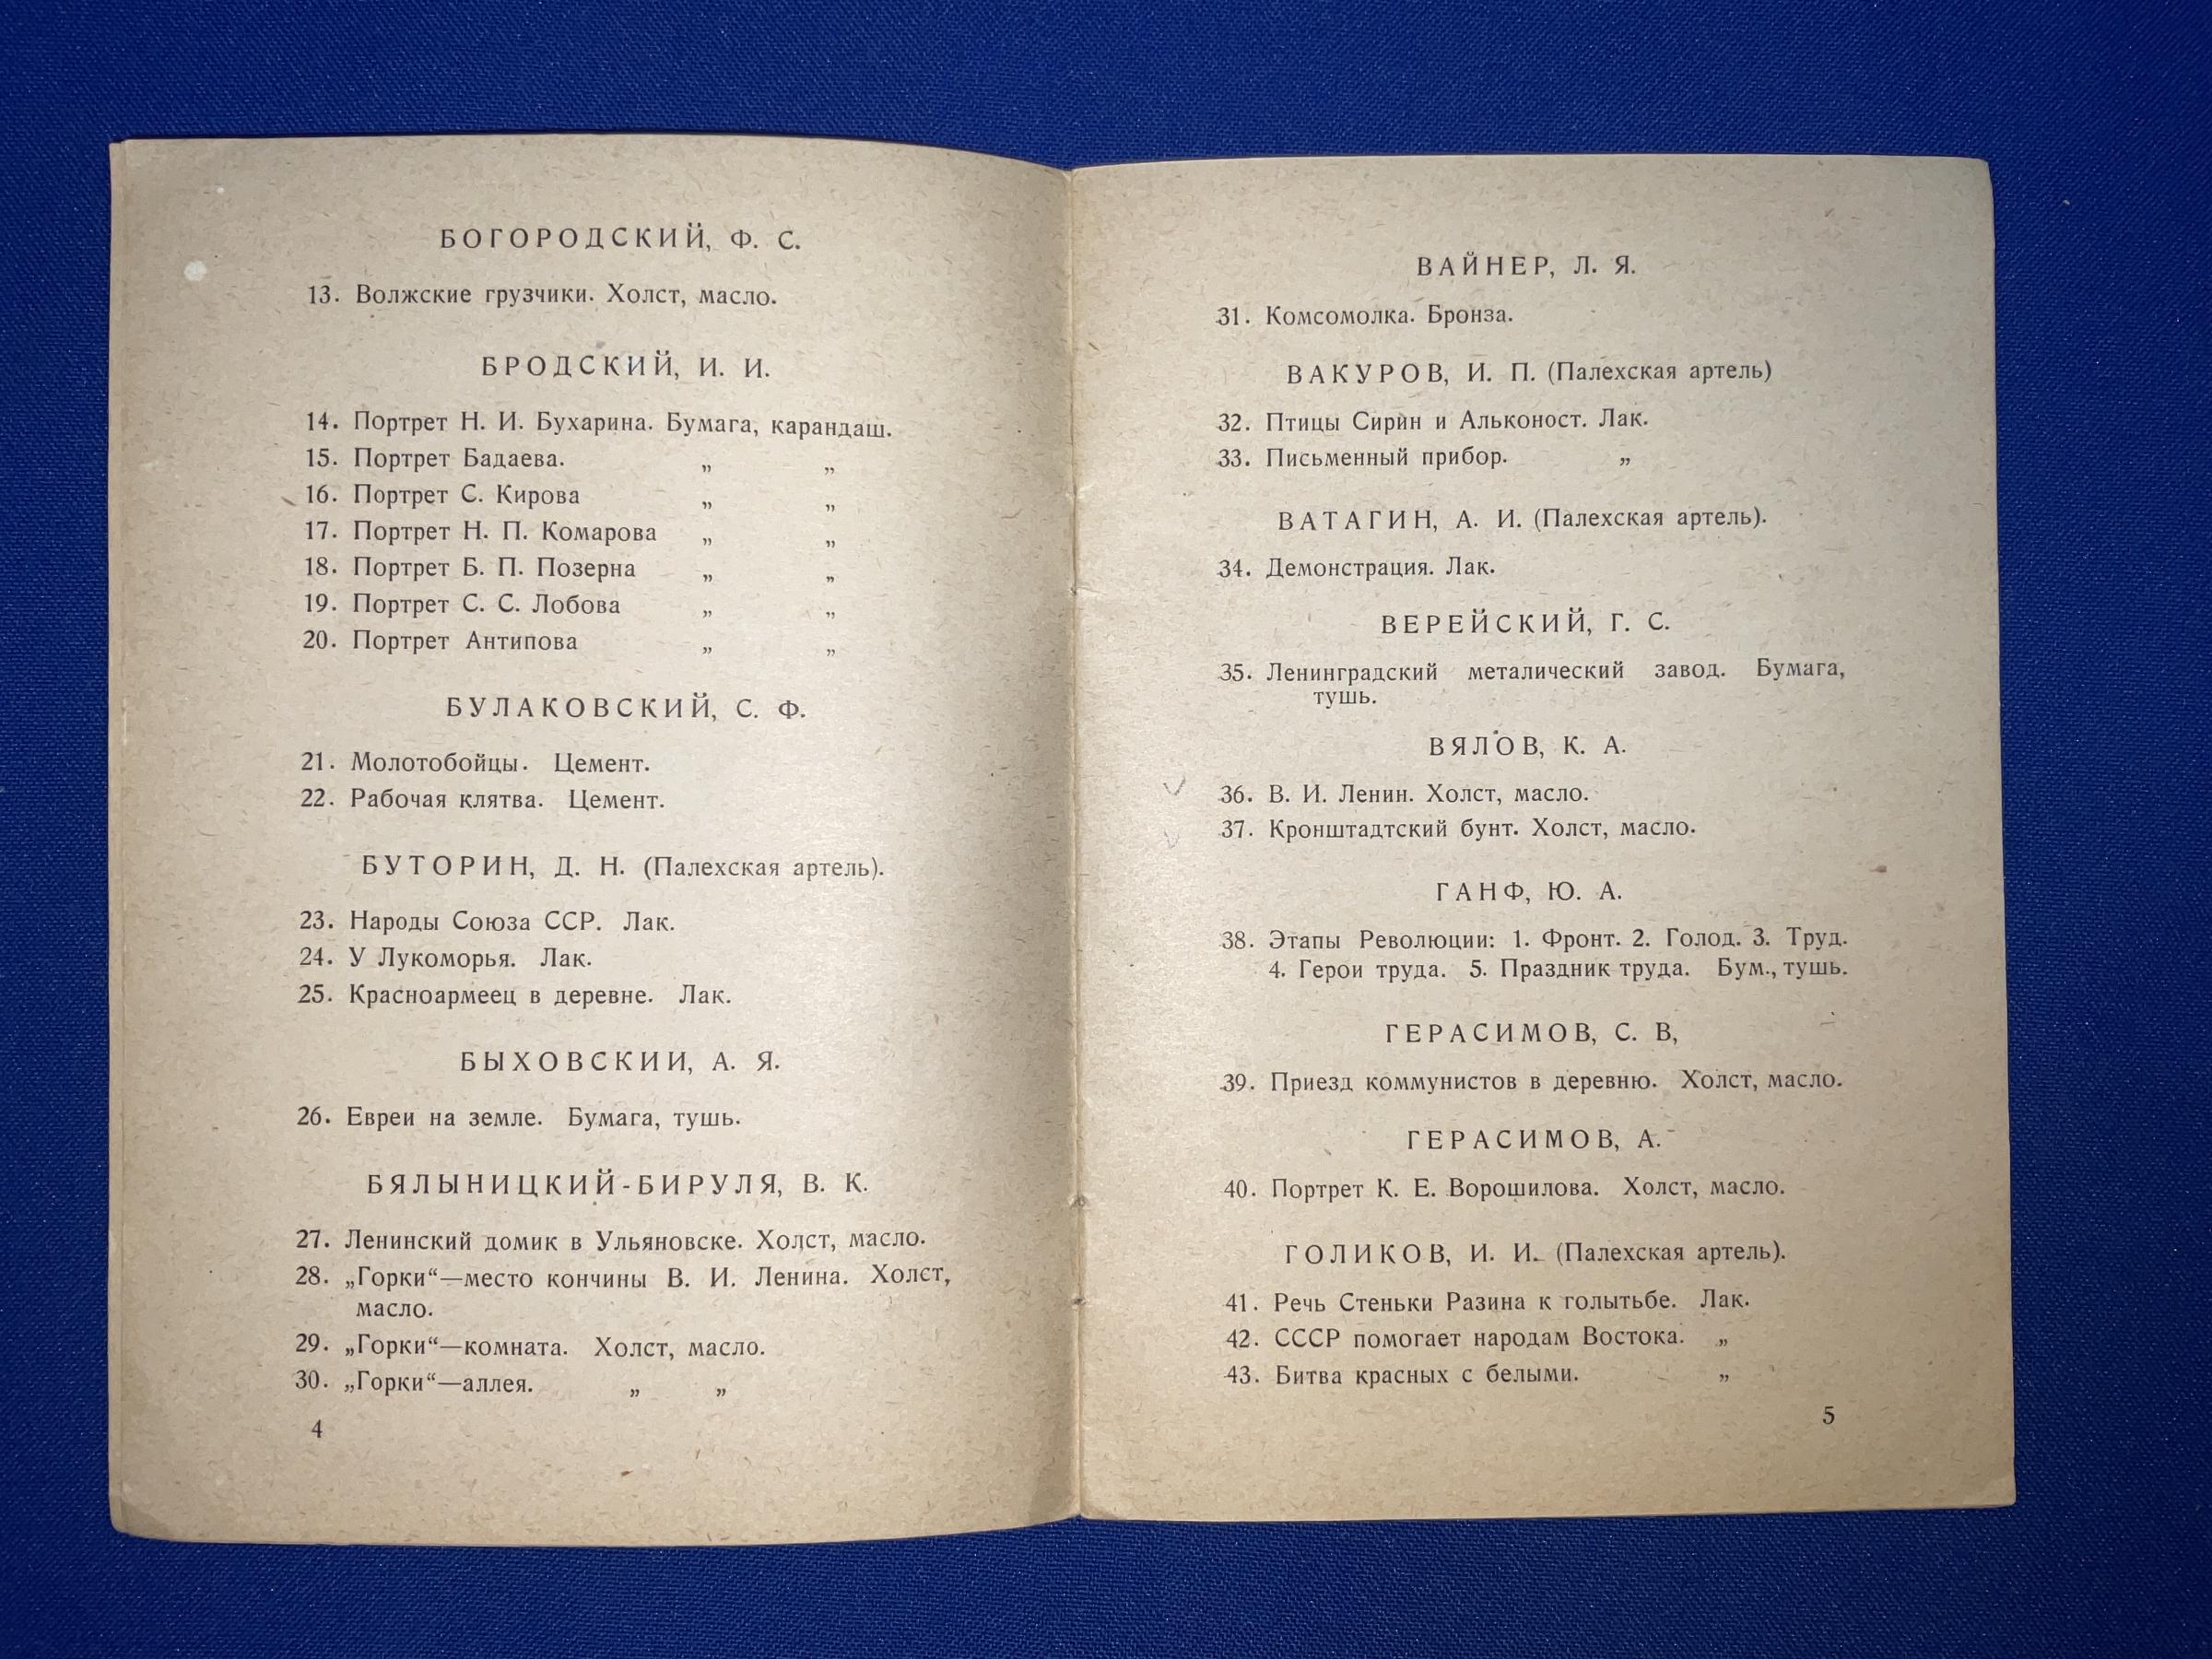 БОГОРОДСКИЙ, Ф. С.
13. Волжские грузчики. Холст, масло.
БРОДСКИЙ, И. И.
14. Портрет Н. И. Бухарина. Бумага, карандаш.
15. Портрет Бадаева. „ „
16. Портрет С. Кирова „ „
17. Портрет Н. П. Комарова „ „
18. Портрет Б. П. Позерна „ „
19. Портрет С. С. Лобова „ „
20. Портрет Антипова „ „
БУЛАКОВСКИЙ, С. Ф.
21. Молотобойцы. Цемент.
22. Рабочая клятва. Цемент.
БУТОРИН, Д. Н. (Палехская артель).
23. Народы Союза ССР. Лак.
24. У Лукоморья. Лак.
25. Красноармеец в деревне. Лак.
БЫХОВСКИИ, А. Я.
26. Евреи на земле. Бумага, тушь.
БЯЛЫНИЦКИЙ-БИРУЛЯ, В. К.
27. Ленинский домик в Ульяновске. Холст, масло.
28. „Горки“—место кончины В. И. Ленина. Холст,
масло.
29. „Горки“—комната. Холст, масло.
30. „Горки“—аллея. „ „
4
ВАЙНЕР, Л. Я.
31. Комсомолка. Бронза.
ВАКУРОВ, И. П. (Палехская артель)
32. Птицы Сирин и Альконост. Лак.
33. Письменный прибор. „
ВАТАГИН, А. И. (Палехская артель).
34. Демонстрация. Лак.
ВЕРЕЙСКИЙ, Г. С.
35. Ленинградский металический завод. Бумага,
тушь.
ВЯЛОВ, К. А.
36. В. И. Ленин. Холст, масло.
37. Кронштадтский бунт. Холст, масло.
ГАНФ, Ю. А.
38. Этапы Революции: 1. Фронт. 2. Голод. 3. Труд.
4. Герои труда. 5. Праздник труда. Бум., тушь.
ГЕРАСИМОВ, С. В,
39. Приезд коммунистов в деревню. Холст, масло.
ГЕРАСИМОВ, А.
40. Портрет К. Е. Ворошилова. Холст, масло.
ГОЛИКОВ, И. И. (Палехская артель).
41. Речь Стеньки Разина к голытьбе. Лак.
42. СССР помогает народам Востока. „
43. Битва красных с белыми. „
5